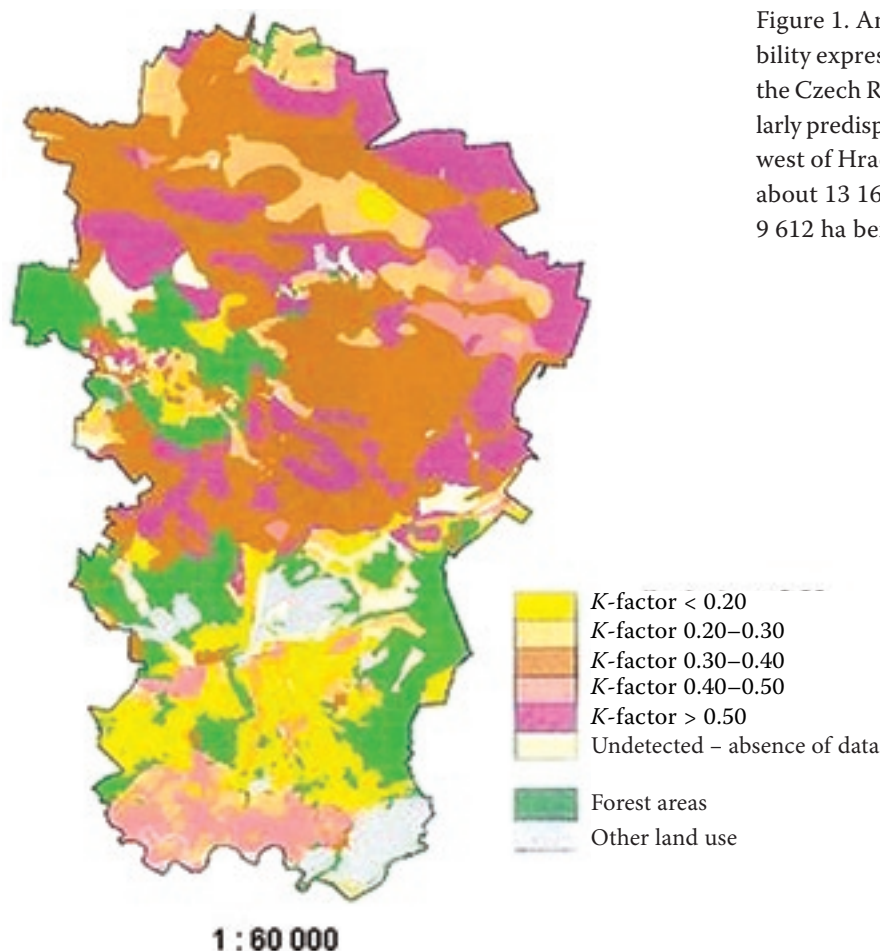 Figure 1. Ar
bility expres
the Czech R
larly predisp
west of Hra
about 13 16
9 612 ha be
K-factor < 0.20
K-factor 0.20–0.30
K-factor 0.30–0.40
K-factor 0.40–0.50
K-factor > 0.50
Undetected – absence of data
Forest areas
Other land use
1 : 60 000